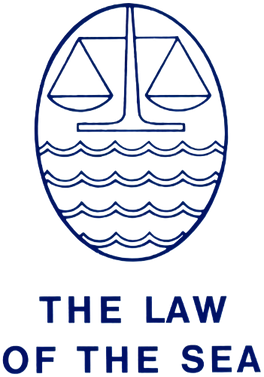 THE LAW
OF THE SEA